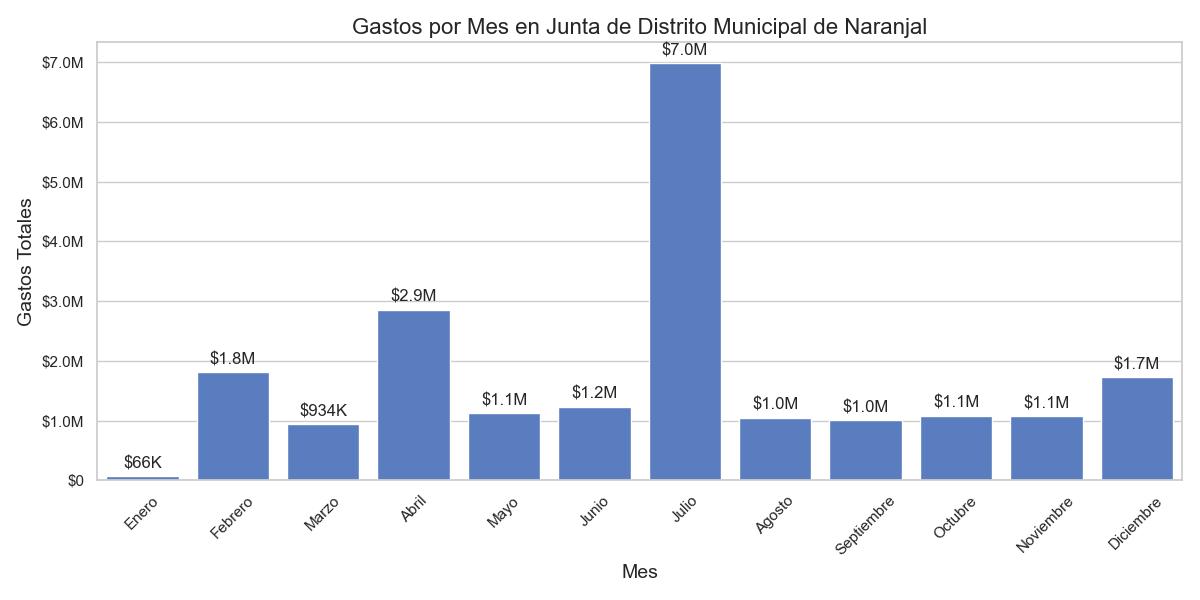 Gastos por Mes en Junta de Distrito Municipal de Naranjal
Gastos Totales
$7.0M
$6.0M
$5.0M
$4.0M
$3.0M
$2.0M
$1.0M
$0
$66K
$1.8M
$934K
$2.9M
$1.1M
$1.2M
$7.0M
$1.0M
$1.0M
$1.1M
$1.1M
$1.7M
Enero
Febrero
Marzo
Abril
Mayo
Junio
Julio
Agosto
Septiembre
Octubre
Noviembre
Diciembre
Mes